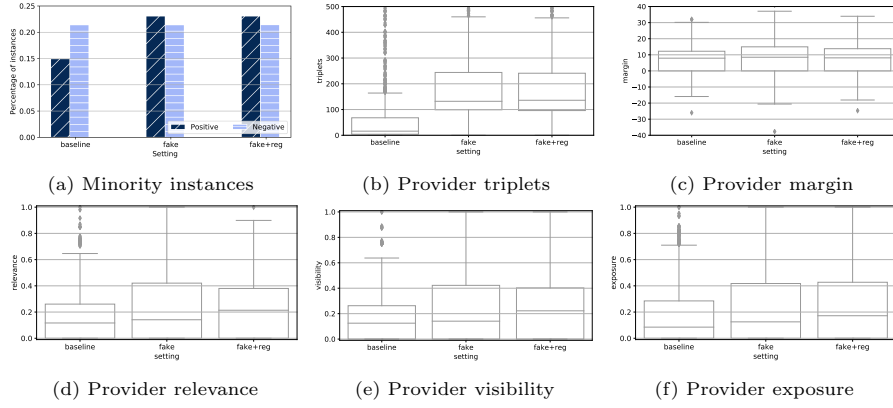 0.25
0.20
0.15
0.10
0.05
0.00
Percentage of instances
Positive
Negative
baseline
fake
fake+reg
Setting
(a) Minority instances
500
400
300
200
100
0
triplets
baseline
fake
fake+reg
setting
(b) Provider triplets
40
30
20
10
0
−10
−20
−30
−40
margin
baseline
fake
fake+reg
setting
(c) Provider margin
1.0
0.8
0.6
0.4
0.2
0.0
relevance
baseline
fake
fake+reg
setting
(d) Provider relevance
1.0
0.8
0.6
0.4
0.2
0.0
visibility
baseline
fake
fake+reg
setting
(e) Provider visibility
1.0
0.8
0.6
0.4
0.2
0.0
exposure
baseline
fake
fake+reg
setting
(f) Provider exposure